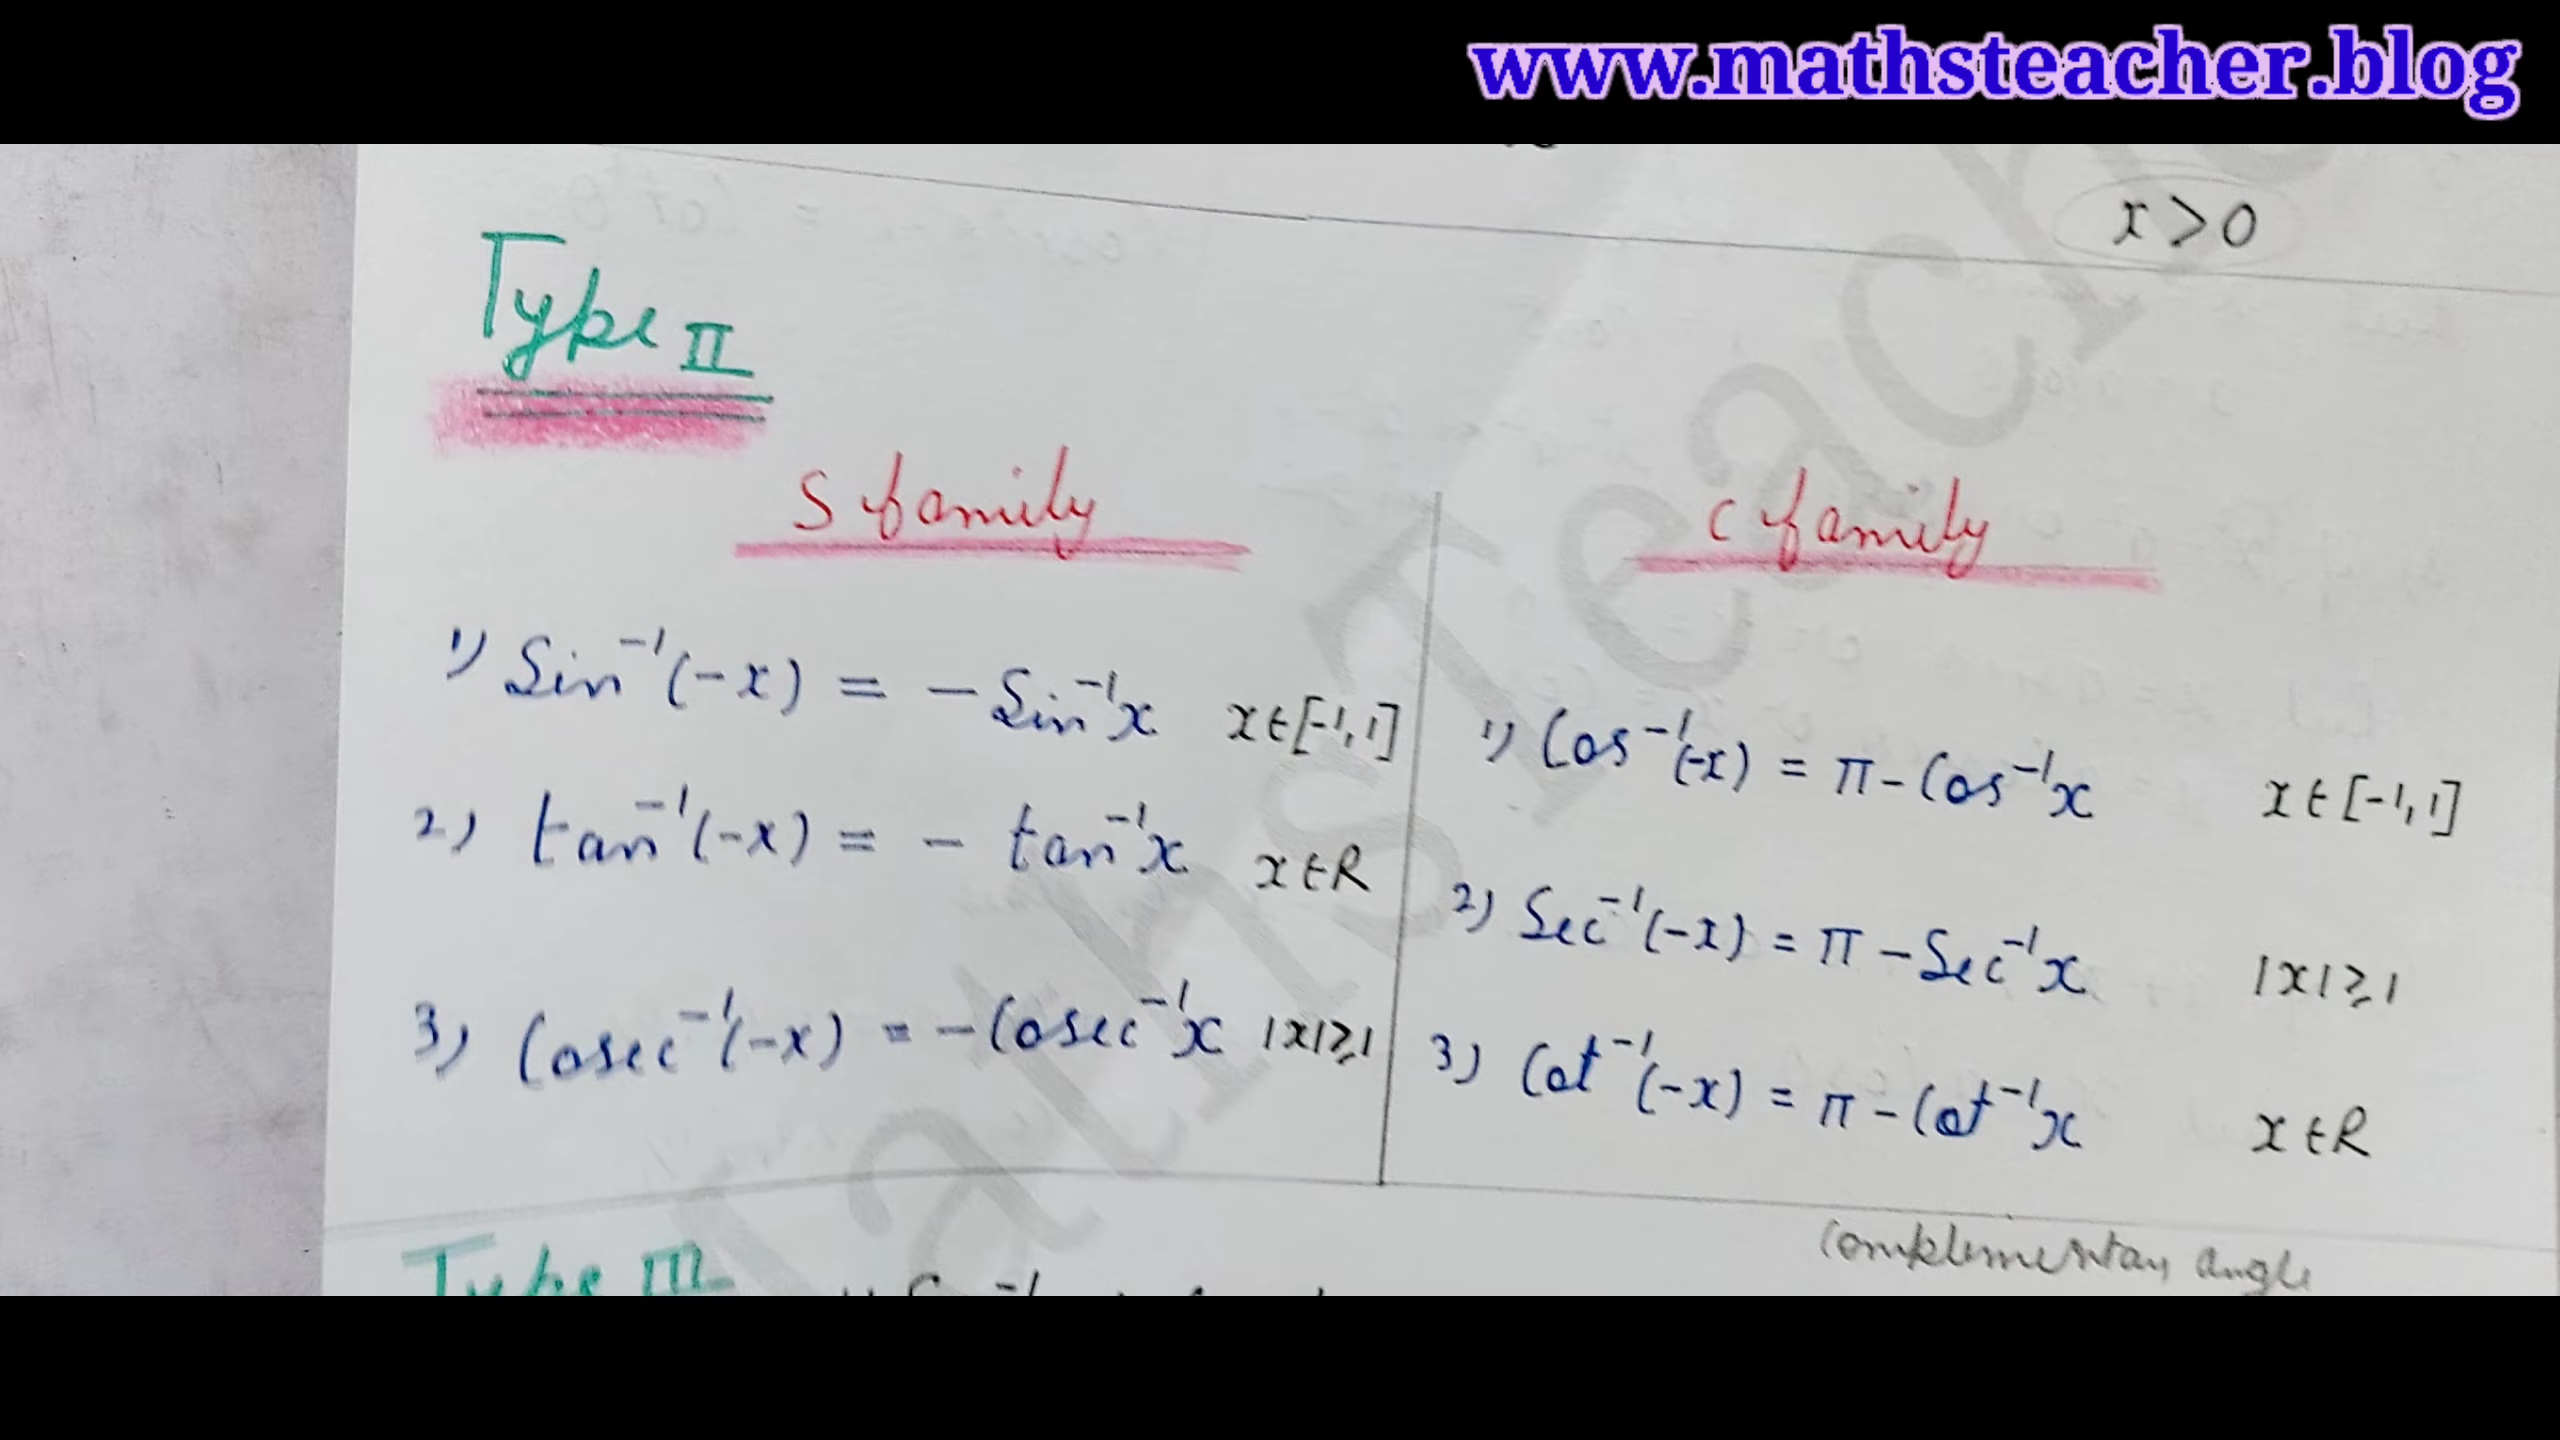 www.mathsteacher.blog
x > 0
Type II
S family
1) Sin⁻¹(-x) = - Sin⁻¹x x ∈ [-1, 1]
2) tan⁻¹(-x) = - tan⁻¹x x ∈ R
3) Cosec⁻¹(-x) = - Cosec⁻¹x |x| ≥ 1
C family
1) Cos⁻¹(-x) = π - Cos⁻¹x x ∈ [-1, 1]
2) Sec⁻¹(-x) = π - Sec⁻¹x |x| ≥ 1
3) Cot⁻¹(-x) = π - Cot⁻¹x x ∈ R
Complementary angle
Type III